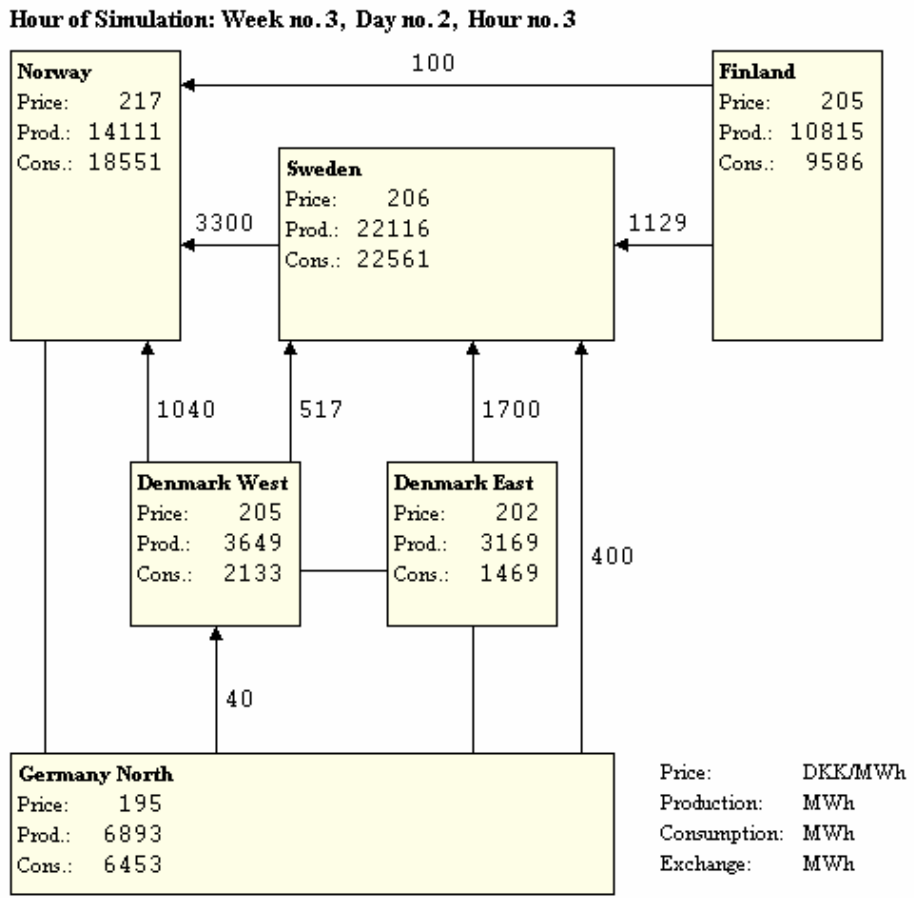 Hour of Simulation: Week no. 3, Day no. 2, Hour no. 3
100
Norway
Price: 217
Prod.: 14111
Cons.: 18551
Finland
Price: 205
Prod.: 10815
Cons.: 9586
Sweden
Price: 206
Prod.: 22116
Cons.: 22561
3300
1129
1040
517
1700
Denmark West
Price: 205
Prod.: 3649
Cons.: 2133
Denmark East
Price: 202
Prod.: 3169
Cons.: 1469
400
40
Germany North
Price: 195
Prod.: 6893
Cons.: 6453
Price: DKK/MWh
Production: MWh
Consumption: MWh
Exchange: MWh